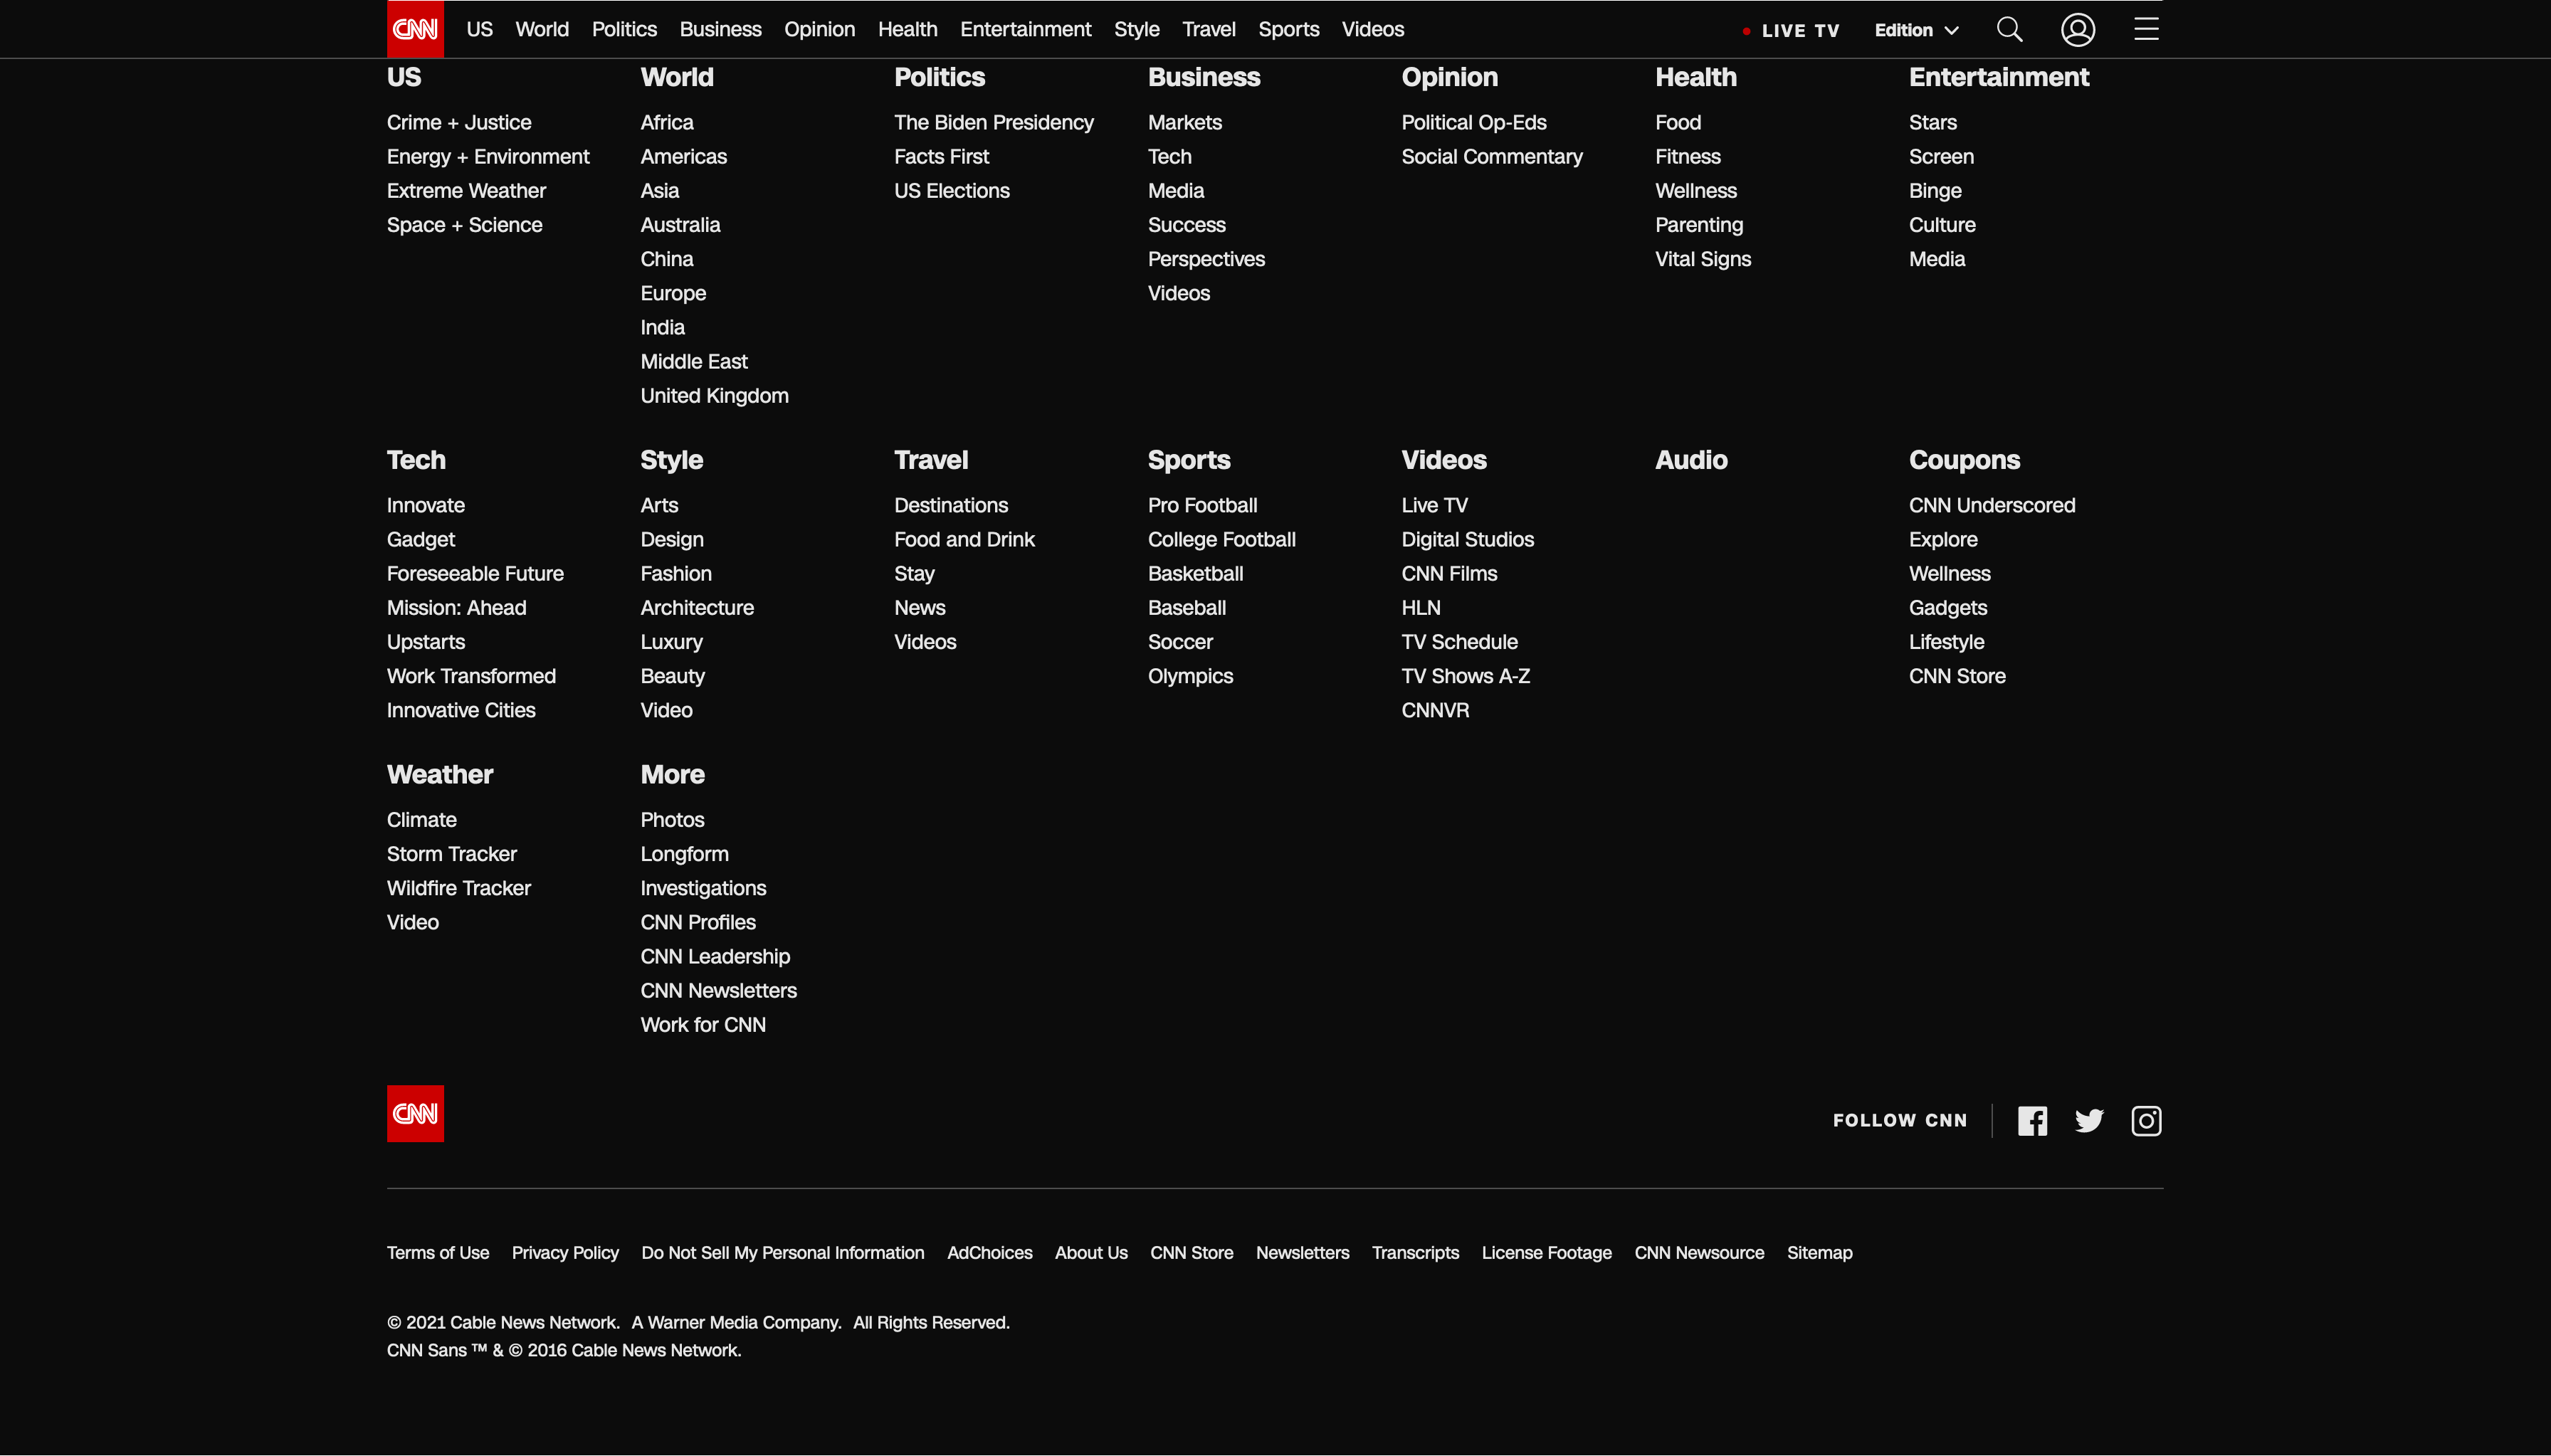 CNN US World Politics Business Opinion Health Entertainment Style Travel Sports Videos LIVE TV Edition
US
Crime + Justice
Energy + Environment
Extreme Weather
Space + Science
World
Africa
Americas
Asia
Australia
China
Europe
India
Middle East
United Kingdom
Politics
The Biden Presidency
Facts First
US Elections
Business
Markets
Tech
Media
Success
Perspectives
Videos
Opinion
Political Op-Eds
Social Commentary
Health
Food
Fitness
Wellness
Parenting
Vital Signs
Entertainment
Stars
Screen
Binge
Culture
Media
Tech
Innovate
Gadget
Foreseeable Future
Mission: Ahead
Upstarts
Work Transformed
Innovative Cities
Style
Arts
Design
Fashion
Architecture
Luxury
Beauty
Video
Travel
Destinations
Food and Drink
Stay
News
Videos
Sports
Pro Football
College Football
Basketball
Baseball
Soccer
Olympics
Videos
Live TV
Digital Studios
CNN Films
HLN
TV Schedule
TV Shows A-Z
CNNVR
Audio
Coupons
CNN Underscored
Explore
Wellness
Gadgets
Lifestyle
CNN Store
Weather
Climate
Storm Tracker
Wildfire Tracker
Video
More
Photos
Longform
Investigations
CNN Profiles
CNN Leadership
CNN Newsletters
Work for CNN
CNN
FOLLOW CNN
Terms of Use Privacy Policy Do Not Sell My Personal Information AdChoices About Us CNN Store Newsletters Transcripts License Footage CNN Newsource Sitemap
© 2021 Cable News Network. A Warner Media Company. All Rights Reserved.
CNN Sans ™ & © 2016 Cable News Network.